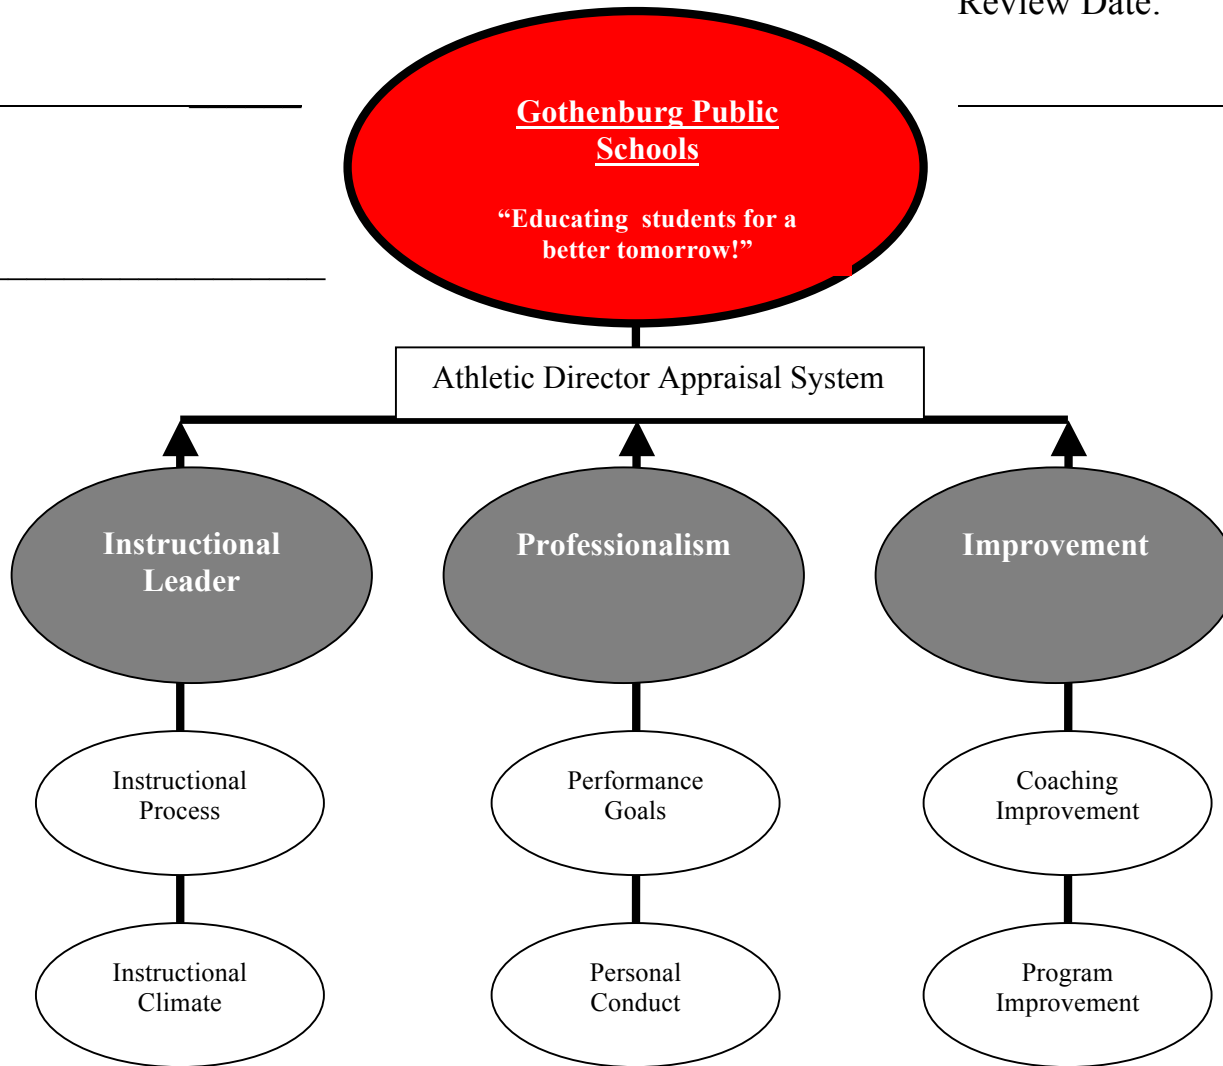 Review Date:
Gothenburg Public
Schools
“Educating  students for a
better tomorrow!”
Athletic Director Appraisal System
Instructional
Leader
Professionalism
Improvement
Instructional
Process
Performance
Goals
Coaching
Improvement
Instructional
Climate
Personal
Conduct
Program
Improvement